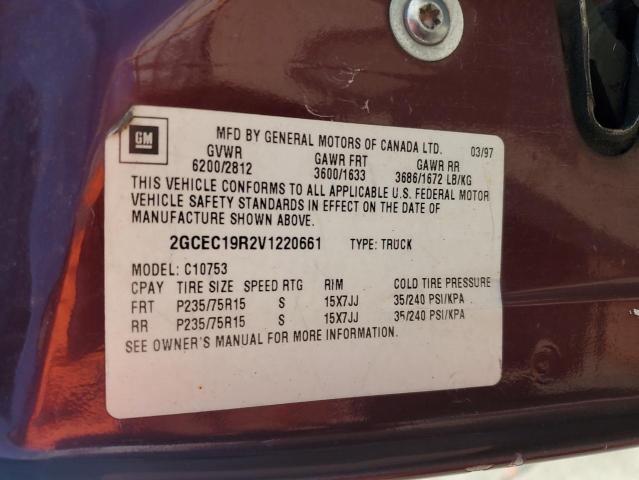 GM
MFD BY GENERAL MOTORS OF CANADA LTD. 03/97
GVWR GAWR FRT GAWR RR
6200/2812 3600/1633 3686/1672 LB/KG
THIS VEHICLE CONFORMS TO ALL APPLICABLE U.S. FEDERAL MOTOR
VEHICLE SAFETY STANDARDS IN EFFECT ON THE DATE OF
MANUFACTURE SHOWN ABOVE.
2GCEC19R2V1220661 TYPE: TRUCK
MODEL: C10753
CPAY TIRE SIZE SPEED RTG RIM COLD TIRE PRESSURE
FRT P235/75R15 S 15X7JJ 35/240 PSI/KPA
RR P235/75R15 S 15X7JJ 35/240 PSI/KPA
SEE OWNER'S MANUAL FOR MORE INFORMATION.